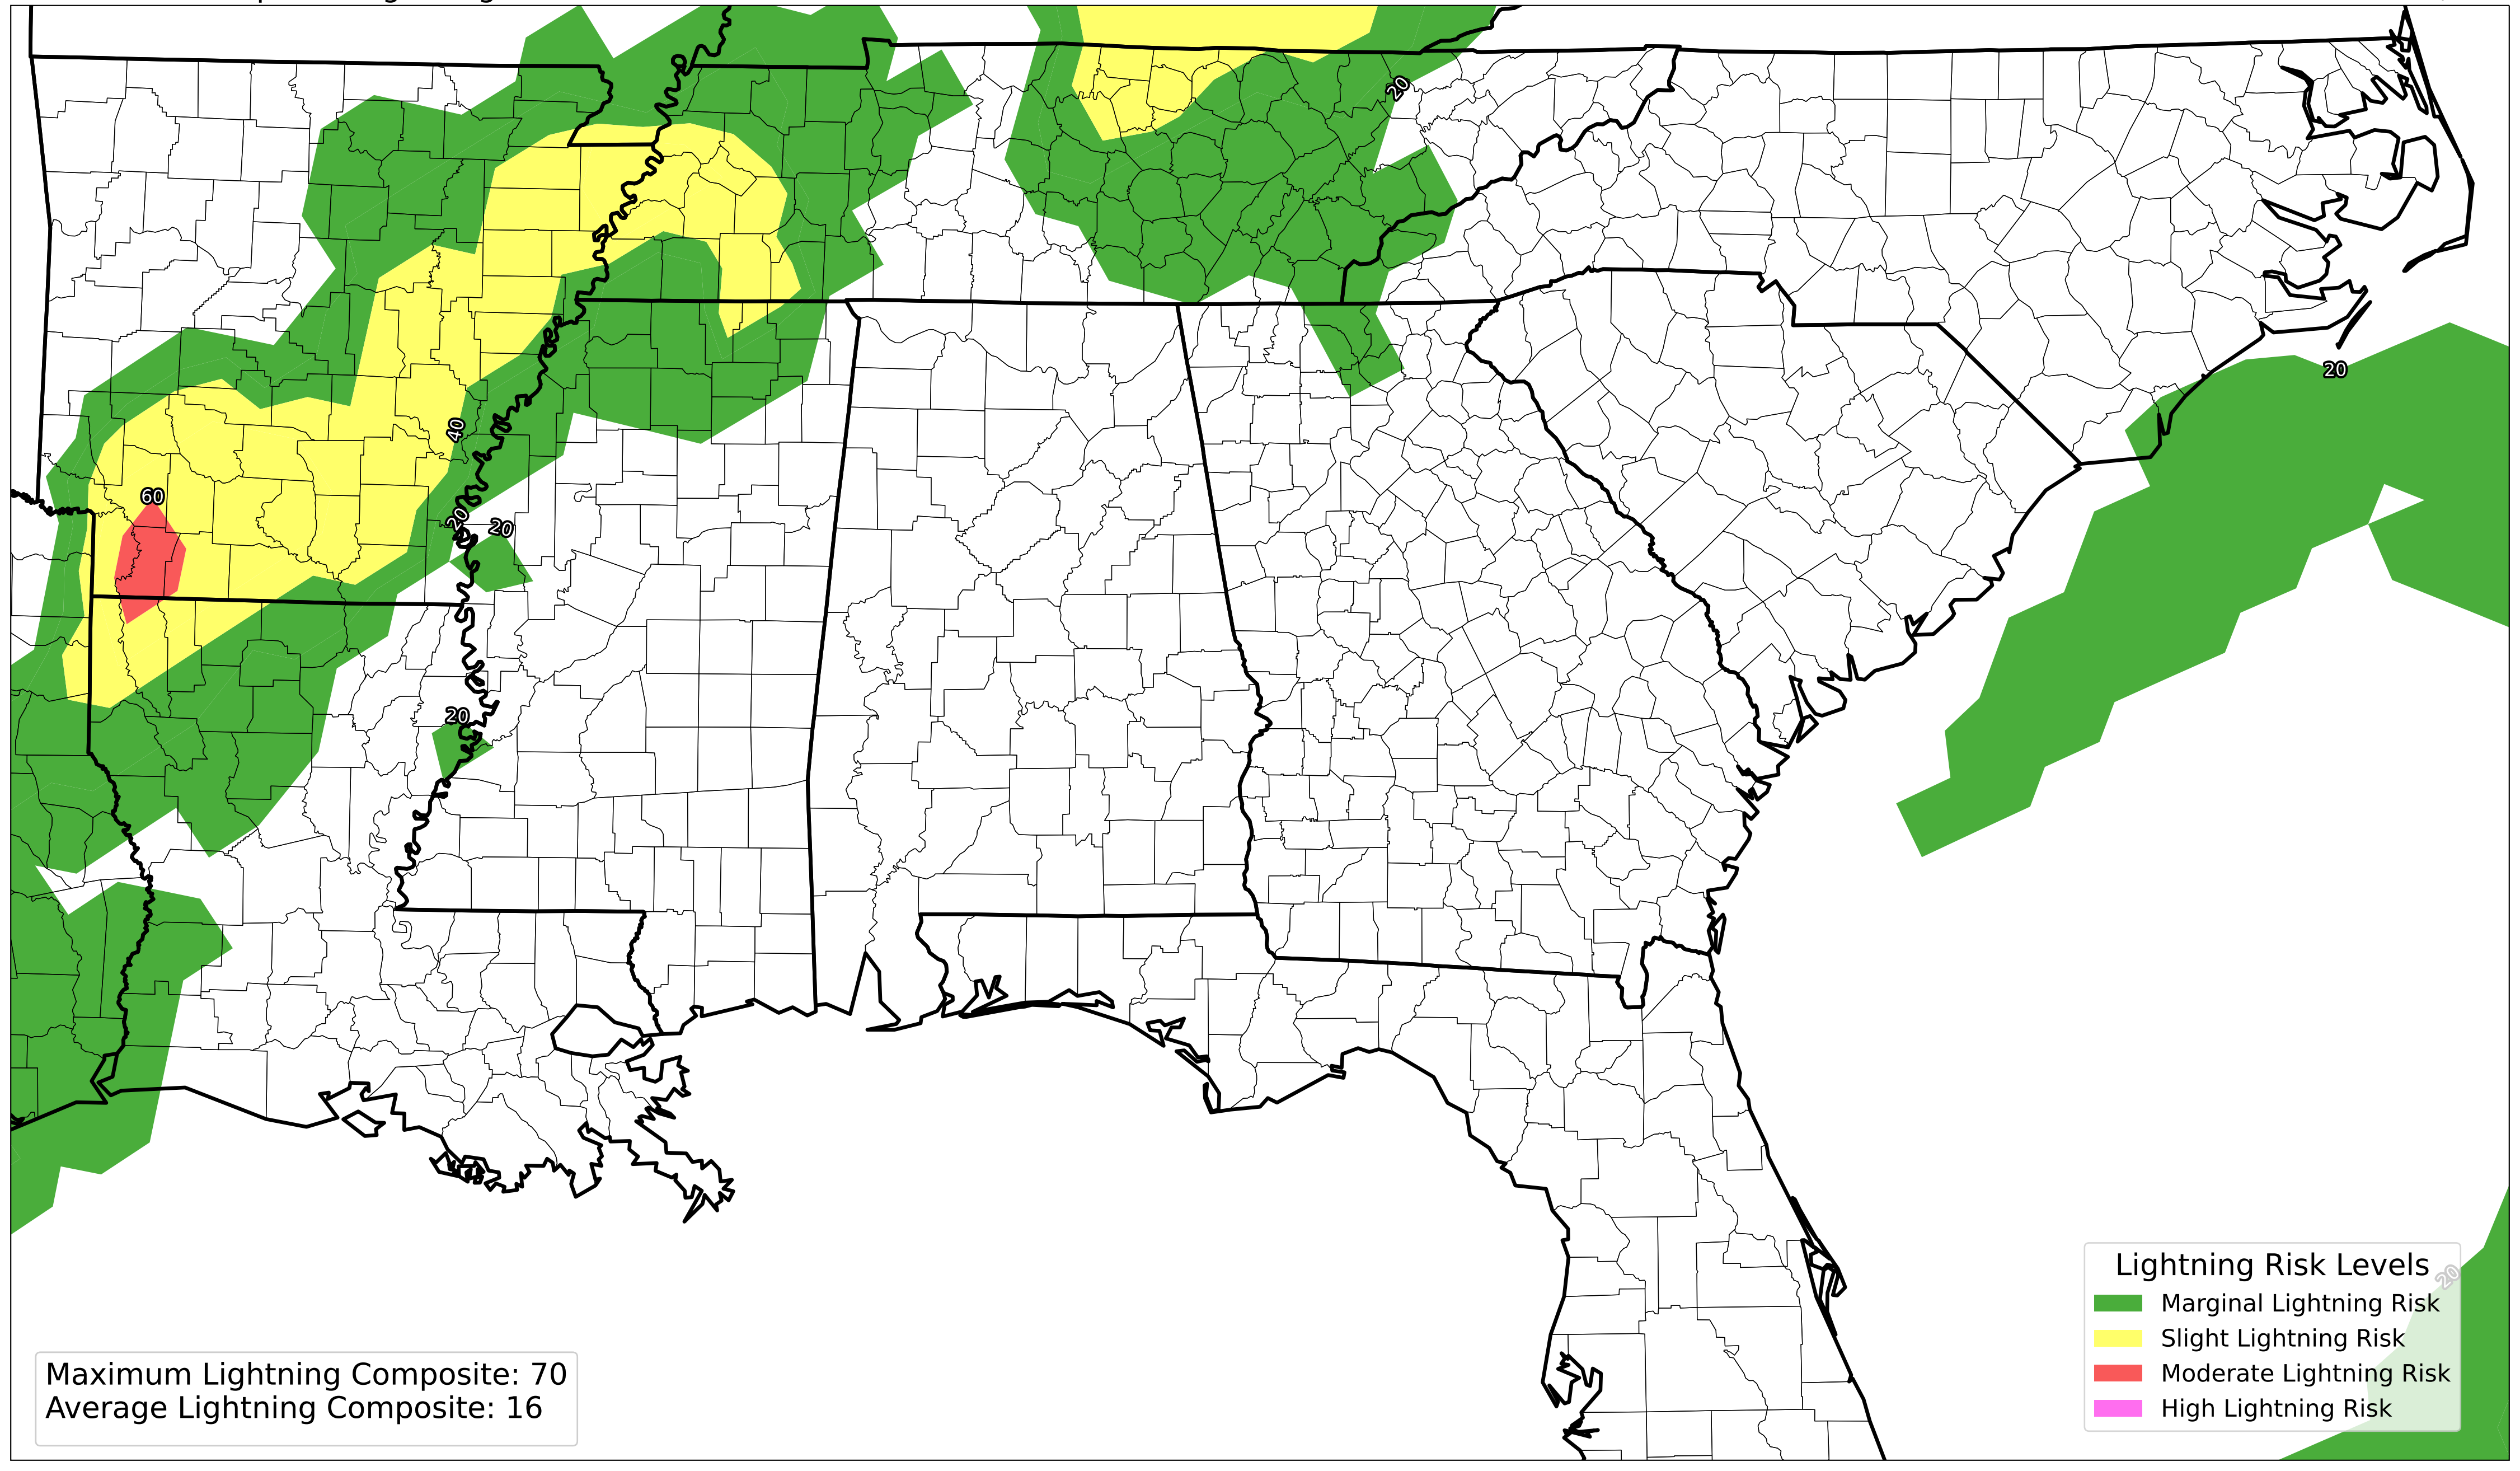 20
20
40
60
20
20
20
20
Lightning Risk Levels
Marginal Lightning Risk
Slight Lightning Risk
Moderate Lightning Risk
High Lightning Risk
Maximum Lightning Composite: 70
Average Lightning Composite: 16